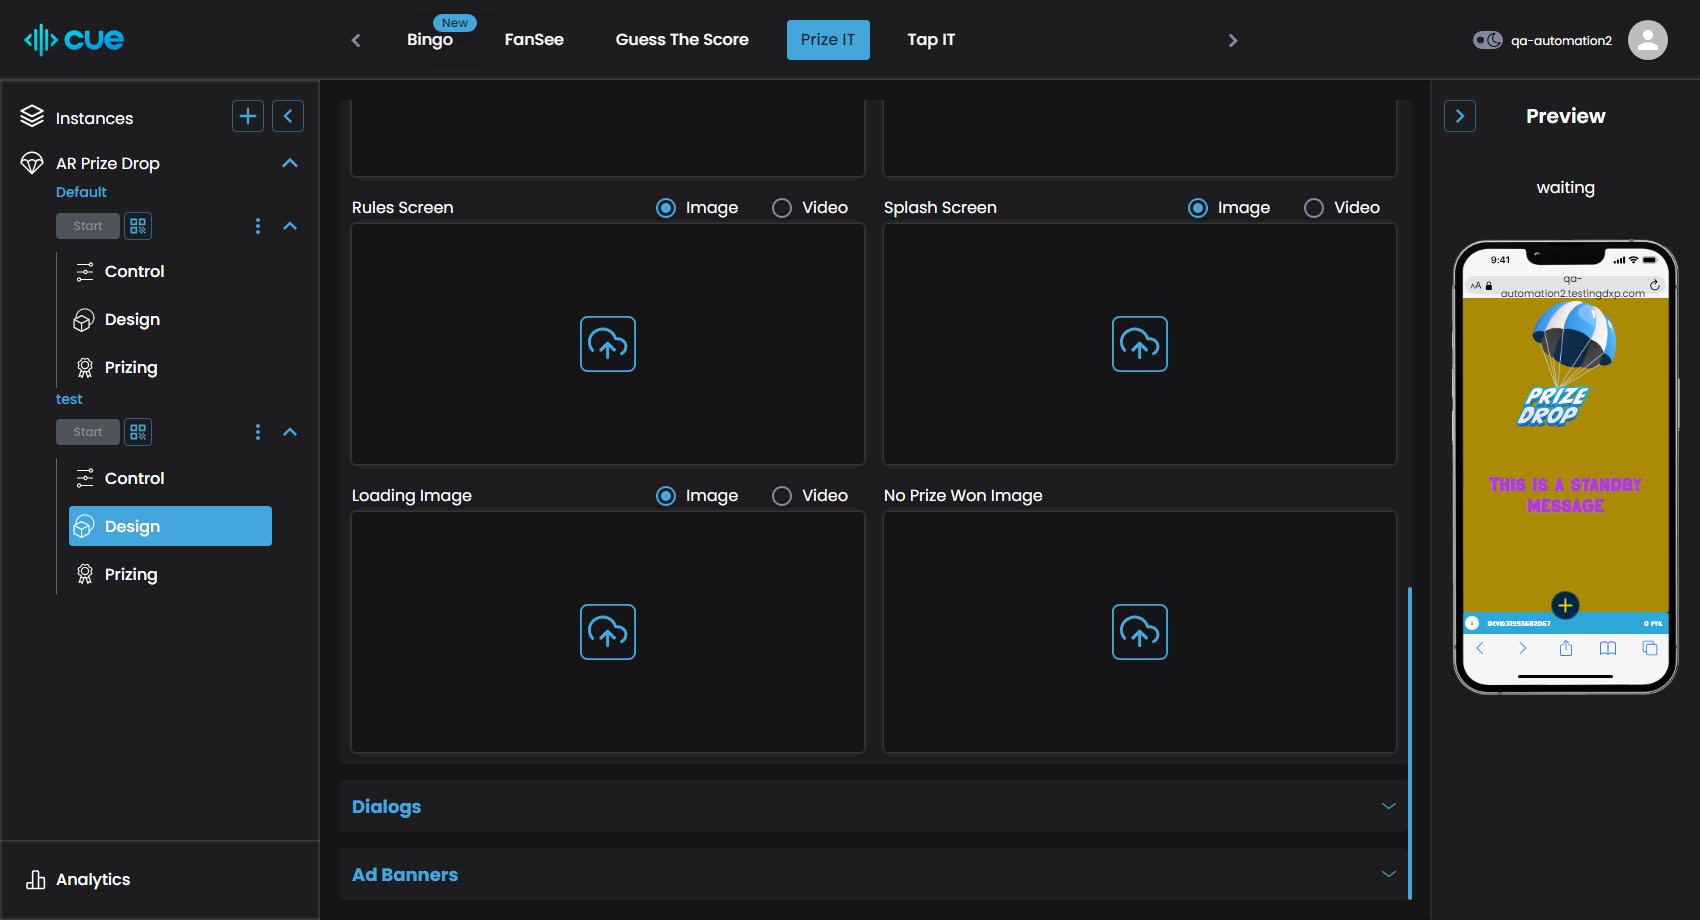 cue
New
Bingo
FanSee
Guess The Score
Prize IT
Tap IT
qa-automation2
Instances
AR Prize Drop
Default
Start
Control
Design
Prizing
test
Start
Control
Design
Prizing
Analytics
Rules Screen
Image
Video
Splash Screen
Image
Video
Loading Image
Image
Video
No Prize Won Image
Dialogs
Ad Banners
Preview
waiting
9:41
AA
qa-
automation2.testingdxp.com
PRIZE
DROP
THIS IS A STANDBY
MESSAGE
DEVID31993682067
0 PTS.